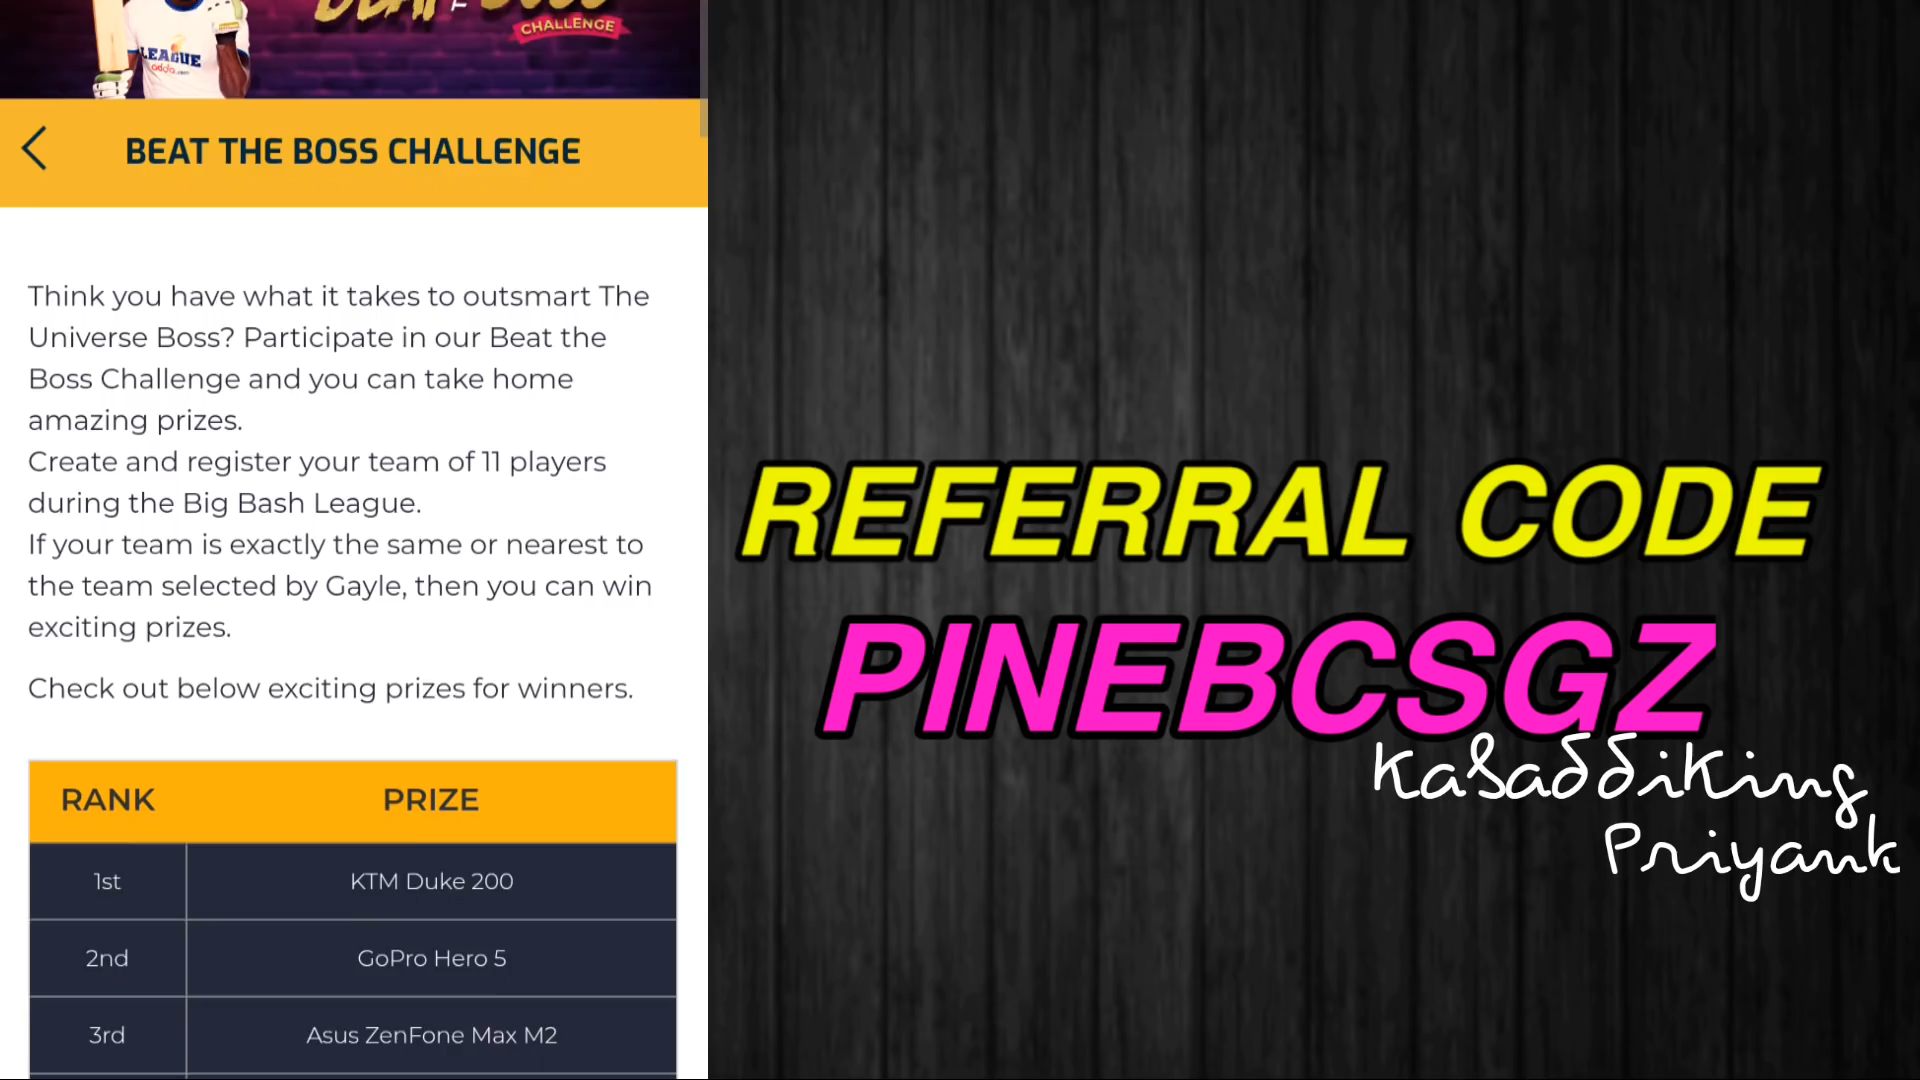 CHALLENGE
LEAGUE
adda.com
BEAT THE BOSS CHALLENGE
Think you have what it takes to outsmart The
Universe Boss? Participate in our Beat the
Boss Challenge and you can take home
amazing prizes.
Create and register your team of 11 players
during the Big Bash League.
If your team is exactly the same or nearest to
the team selected by Gayle, then you can win
exciting prizes.
Check out below exciting prizes for winners.
RANK PRIZE
1st KTM Duke 200
2nd GoPro Hero 5
3rd Asus ZenFone Max M2
REFERRAL CODE
PINEBCSGZ
KabaddiKing
Priyank